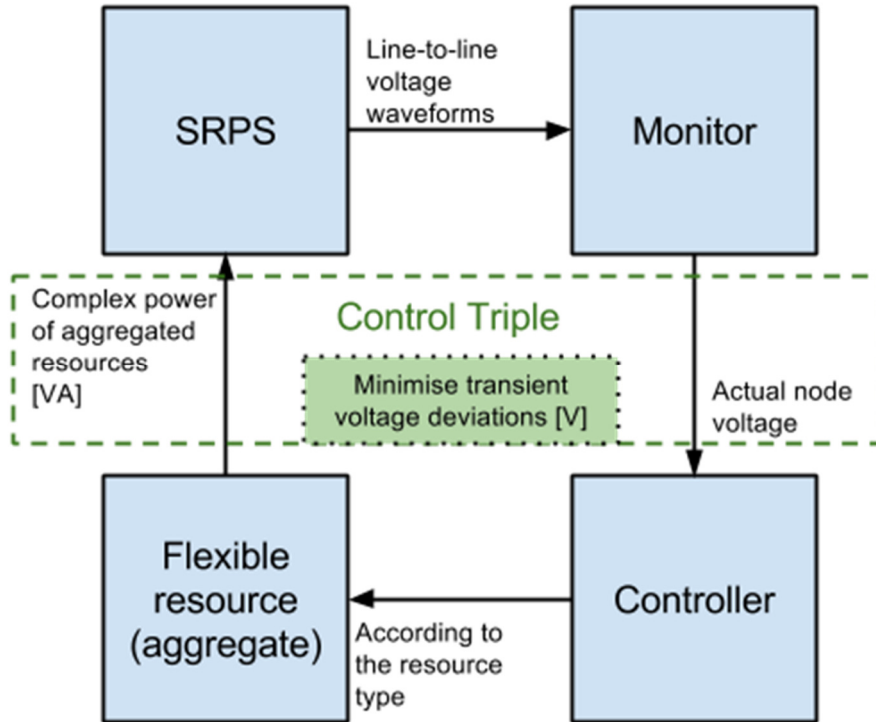 SRPS
Line-to-line
voltage
waveforms
Monitor
Complex power
of aggregated
resources
[VA]
Control Triple
Minimise transient
voltage deviations [V]
Actual node
voltage
Flexible
resource
(aggregate)
According to
the resource
type
Controller